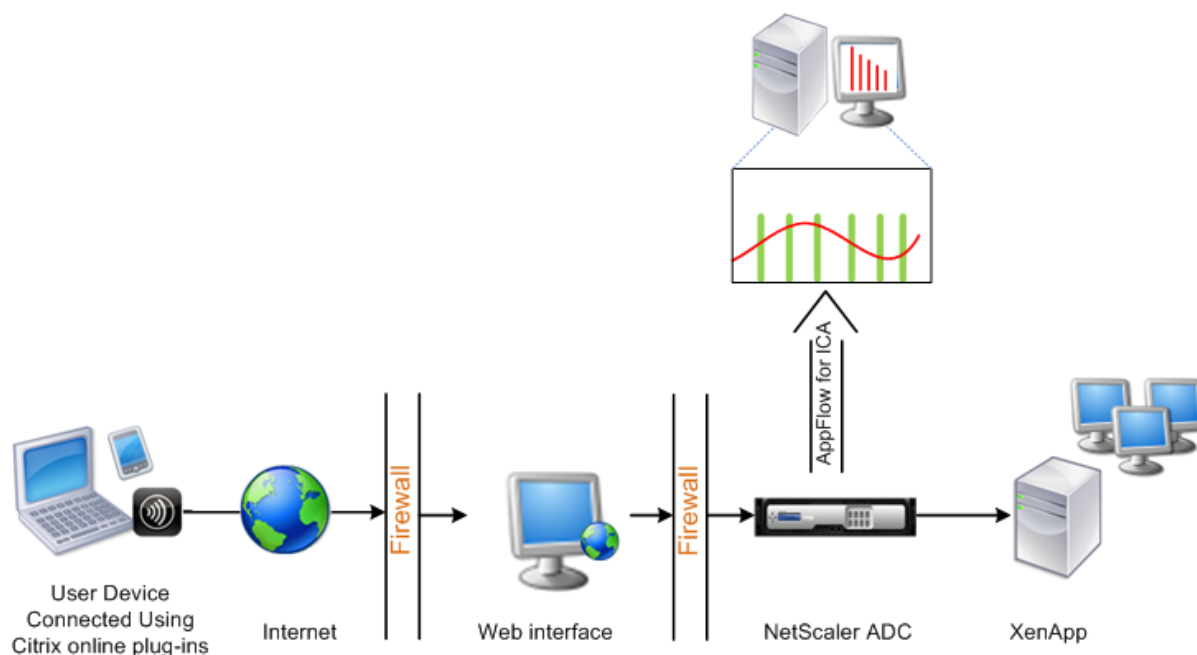 AppFlow for ICA
Firewall
Firewall
User Device
Connected Using
Citrix online plug-ins
Internet
Web interface
NetScaler ADC
XenApp